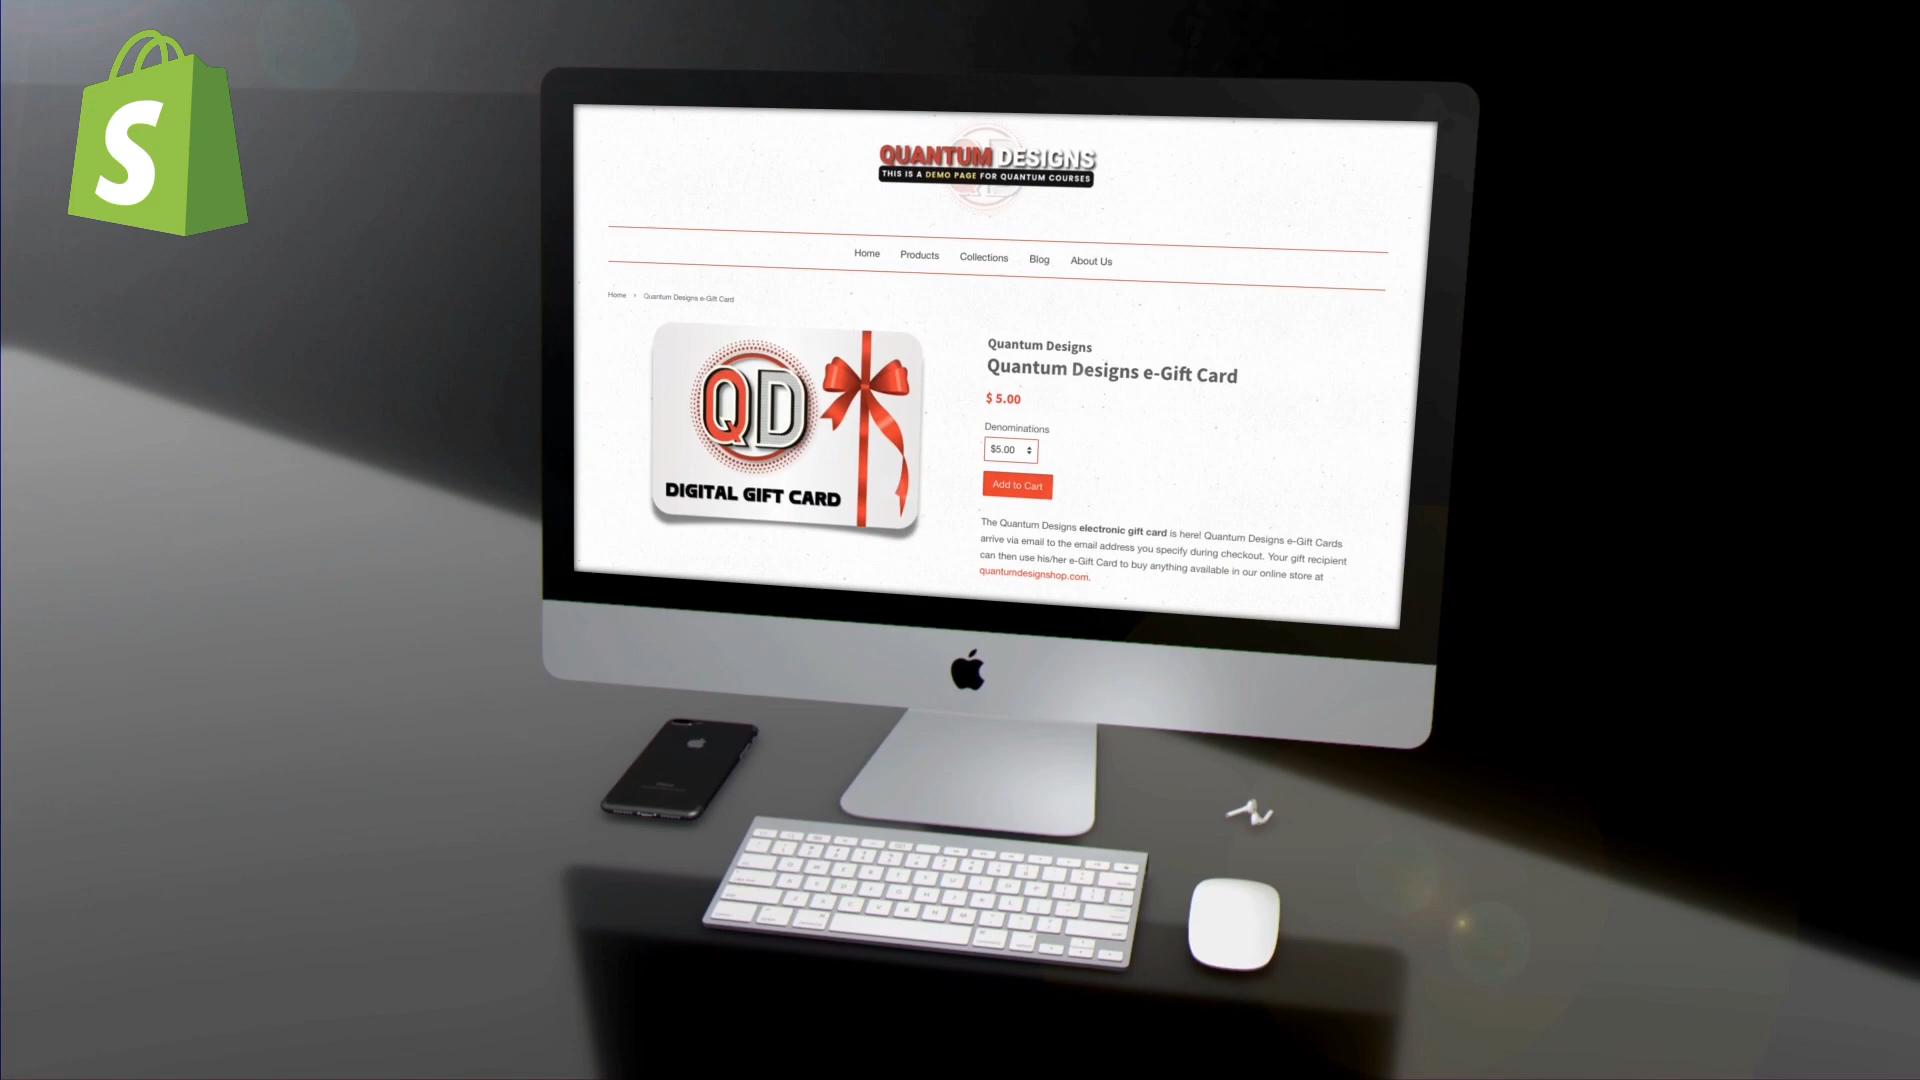 S
QUANTUM DESIGNS
THIS IS A DEMO PAGE FOR QUANTUM COURSES
Home Products Collections Blog About Us
Home › Quantum Designs e-Gift Card
QD
DIGITAL GIFT CARD
Quantum Designs
Quantum Designs e-Gift Card
$ 5.00
Denominations
$5.00
Add to Cart
The Quantum Designs electronic gift card is here! Quantum Designs e-Gift Cards
arrive via email to the email address you specify during checkout. Your gift recipient
can then use his/her e-Gift Card to buy anything available in our online store at
quantumdesignshop.com.